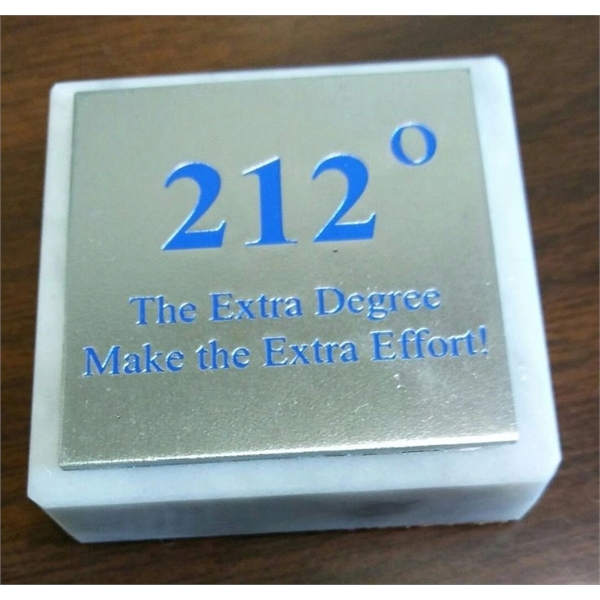 212°
The Extra Degree
Make the Extra Effort!